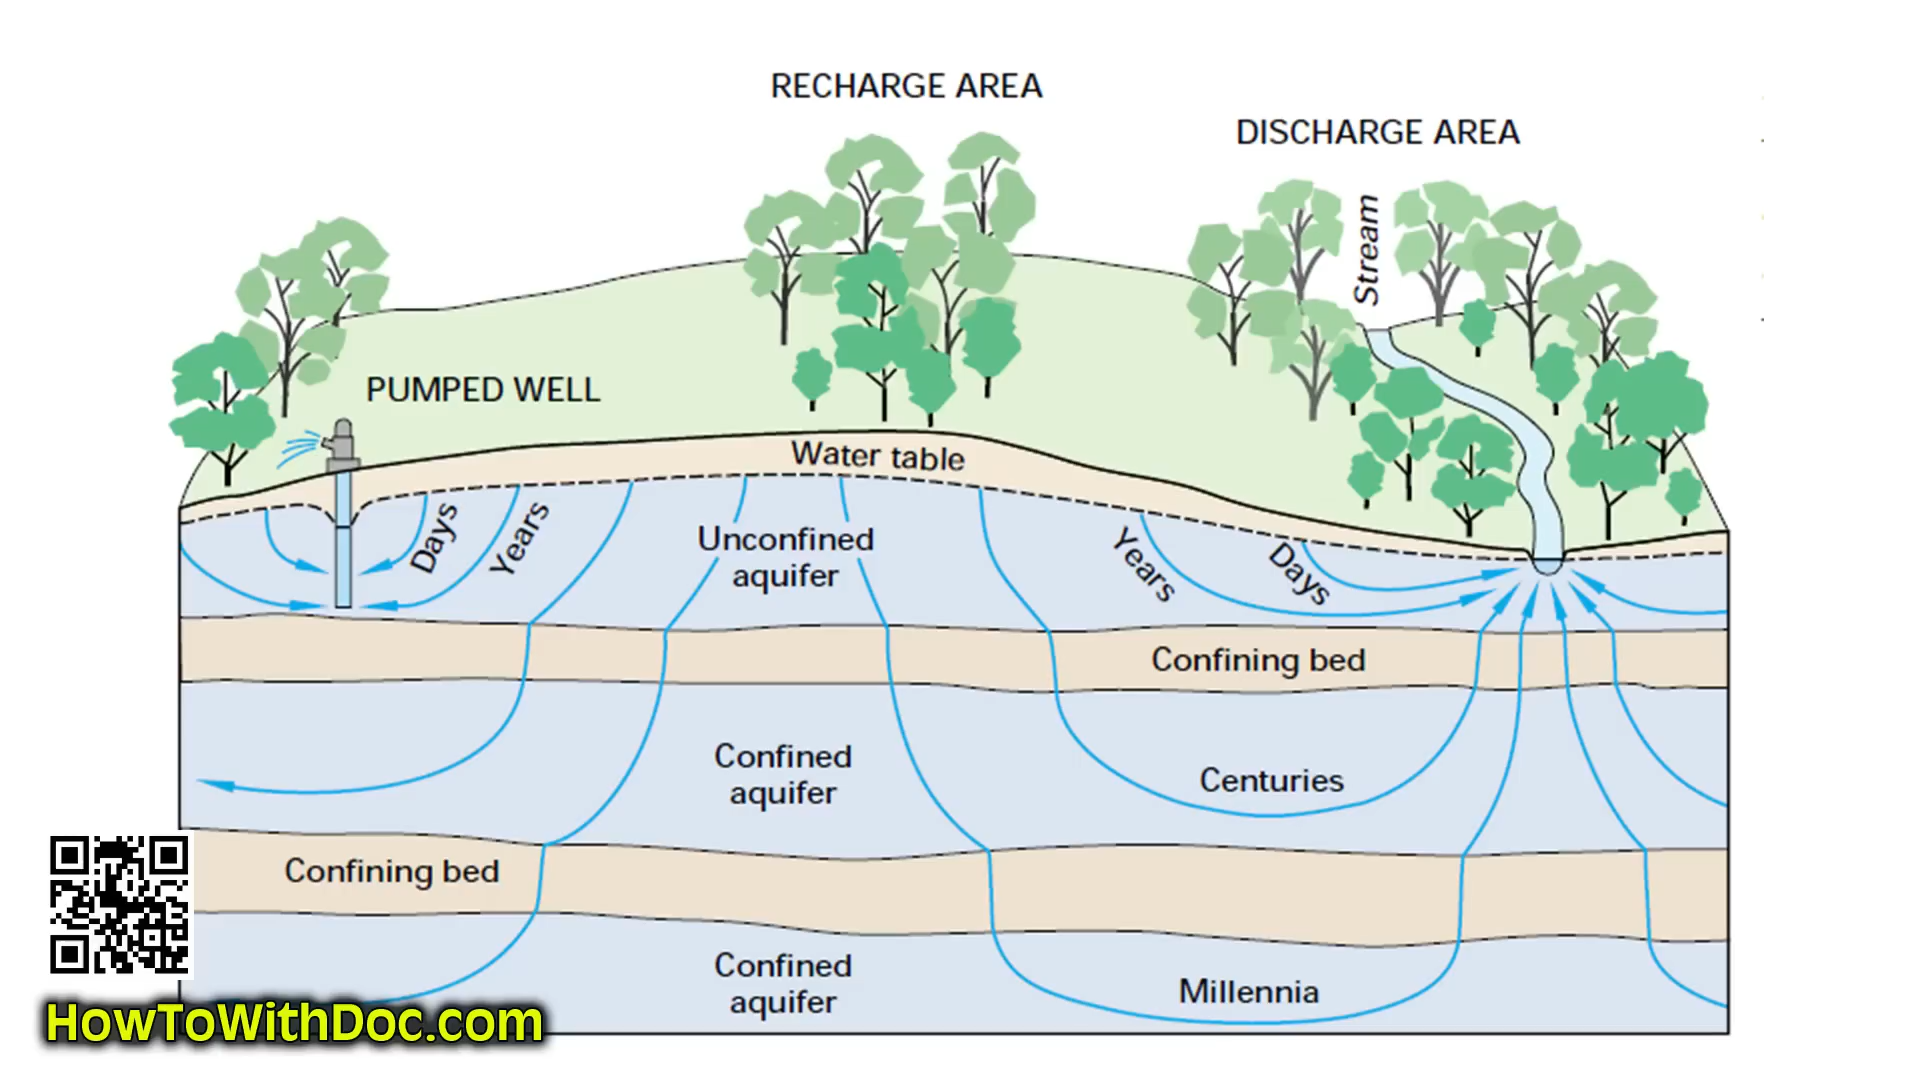 RECHARGE AREA
DISCHARGE AREA
Stream
PUMPED WELL
Water table
Days
Years
Unconfined
aquifer
Years
Days
Confining bed
Confined
aquifer
Centuries
Confining bed
Confined
aquifer
Millennia
HowToWithDoc.com